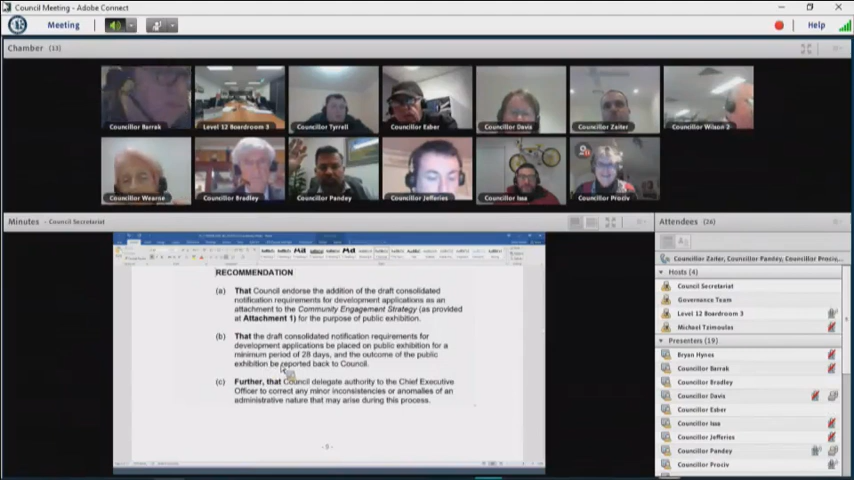 Council Meeting - Adobe Connect
Meeting
Help
Chamber (13)
Councillor Barrak
Level 12 Boardroom 3
Councillor Tyrrell
Councillor Esber
Councillor Davis
Councillor Zaiter
Councillor Wilson 2
Councillor Wearne
Councillor Bradley
Councillor Pandey
Councillor Jefferies
Councillor Issa
Councillor Prociv
Minutes - Council Secretariat
RECOMMENDATION
(a) That Council endorse the addition of the draft consolidated
notification requirements for development applications as an
attachment to the Community Engagement Strategy (as provided
at Attachment 1) for the purpose of public exhibition.
(b) That the draft consolidated notification requirements for
development applications be placed on public exhibition for a
minimum period of 28 days, and the outcome of the public
exhibition be reported back to Council.
(c) Further, that Council delegate authority to the Chief Executive
Officer to correct any minor inconsistencies or anomalies of an
administrative nature that may arise during this process.
Attendees (26)
Councillor Zaiter, Councillor Pandey, Councillor Prociv...
Hosts (4)
Council Secretariat
Governance Team
Level 12 Boardroom 3
Michael Tzimoulas
Presenters (19)
Bryan Hynes
Councillor Barrak
Councillor Bradley
Councillor Davis
Councillor Esber
Councillor Issa
Councillor Jefferies
Councillor Pandey
Councillor Prociv